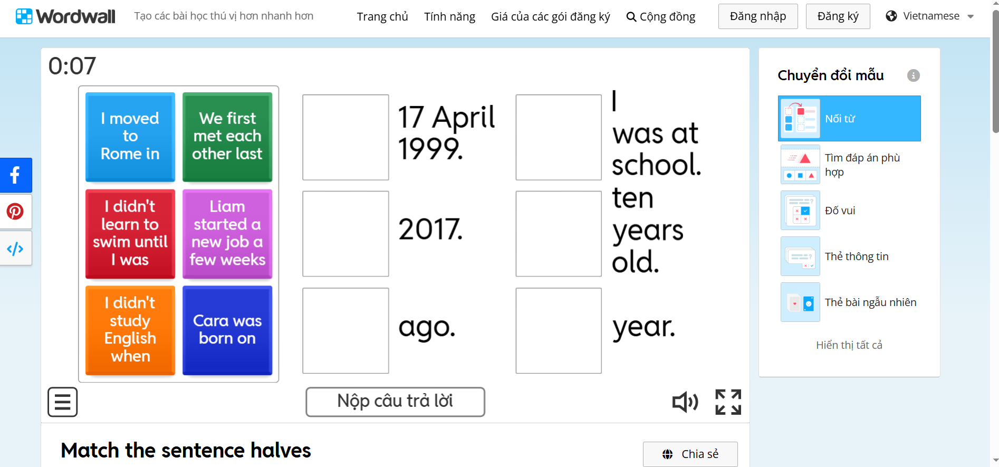 Wordwall
Tạo các bài học thú vị hơn nhanh hơn
Trang chủ
Tính năng
Giá của các gói đăng ký
Cộng đồng
Đăng nhập
Đăng ký
Vietnamese
0:07
I moved
to
Rome in
We first
met each
other last
I didn't
learn to
swim until
I was
Liam
started a
new job a
few weeks
I didn't
study
English
when
Cara was
born on
17 April
1999.
2017.
ago.
I
was at
school.
ten
years
old.
year.
Nộp câu trả lời
Match the sentence halves
Chia sẻ
Chuyển đổi mẫu
Nối từ
Tìm đáp án phù
hợp
Đố vui
Thẻ thông tin
Thẻ bài ngẫu nhiên
Hiển thị tất cả